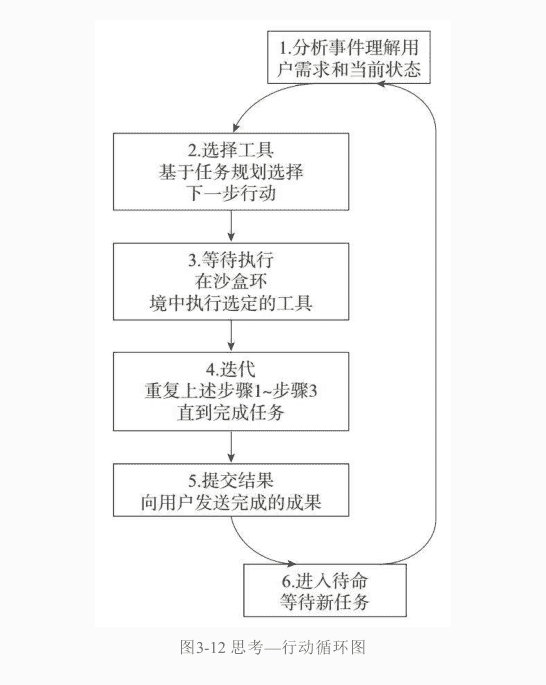 1.分析事件理解用
户需求和当前状态
2.选择工具
基于任务规划选择
下一步行动
3.等待执行
在沙盒环
境中执行选定的工具
4.迭代
重复上述步骤1~步骤3
直到完成任务
5.提交结果
向用户发送完成的成果
6.进入待命
等待新任务
图3-12 思考—行动循环图